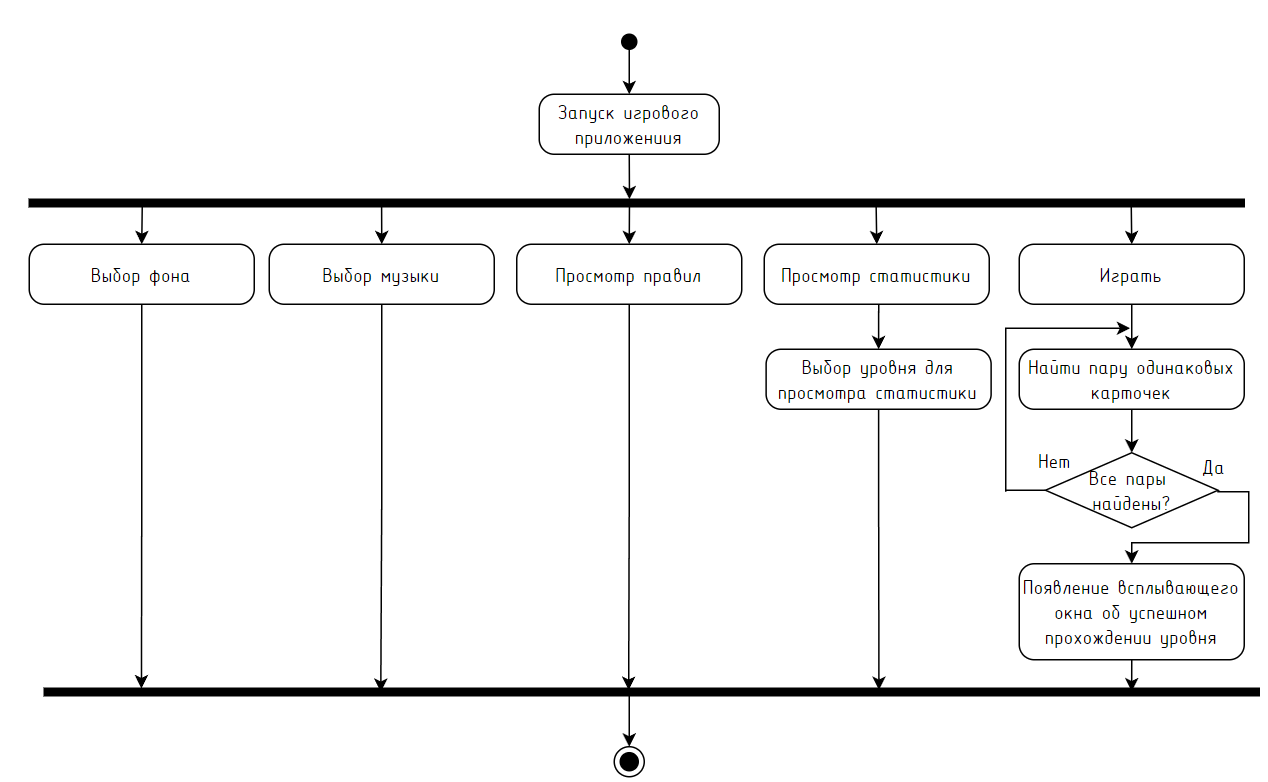 Запуск игрового
приложениия
Выбор фона
Выбор музыки
Просмотр правил
Просмотр статистики
Играть
Выбор уровня для
просмотра статистики
Найти пару одинаковых
карточек
Нет
Да
Все пары
найдены?
Появление всплывающего
окна об успешном
прохождении уровня